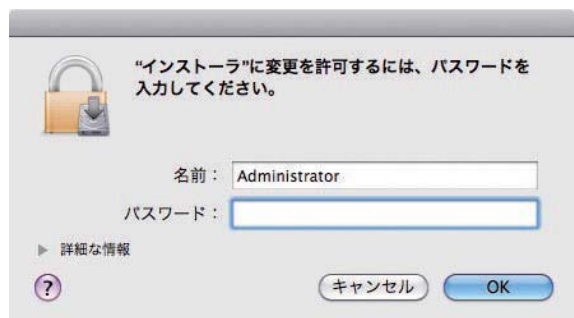 “インストーラ”に変更を許可するには、パスワードを
入力してください。
名前：
Administrator
パスワード：
詳細な情報
?
キャンセル
OK